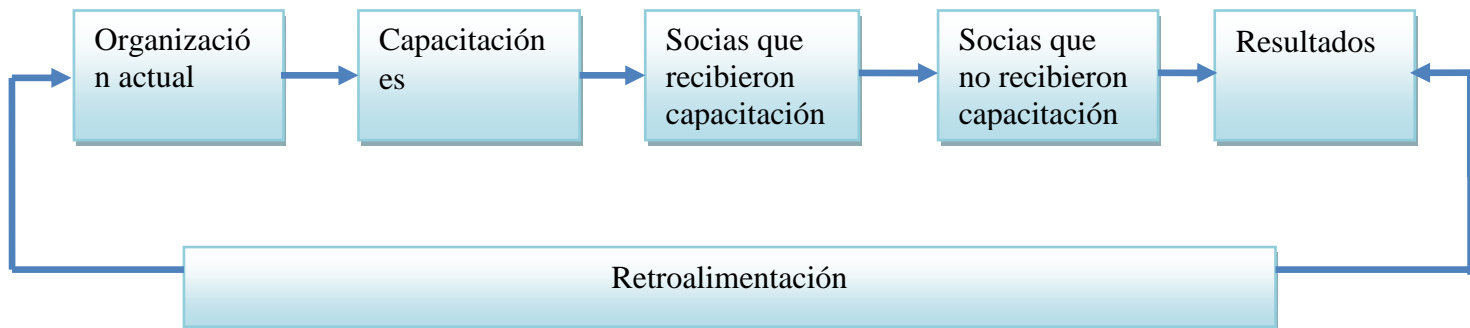 Organizació
n actual
Capacitación
es
Socias que
recibieron
capacitación
Socias que
no recibieron
capacitación
Resultados
Retroalimentación